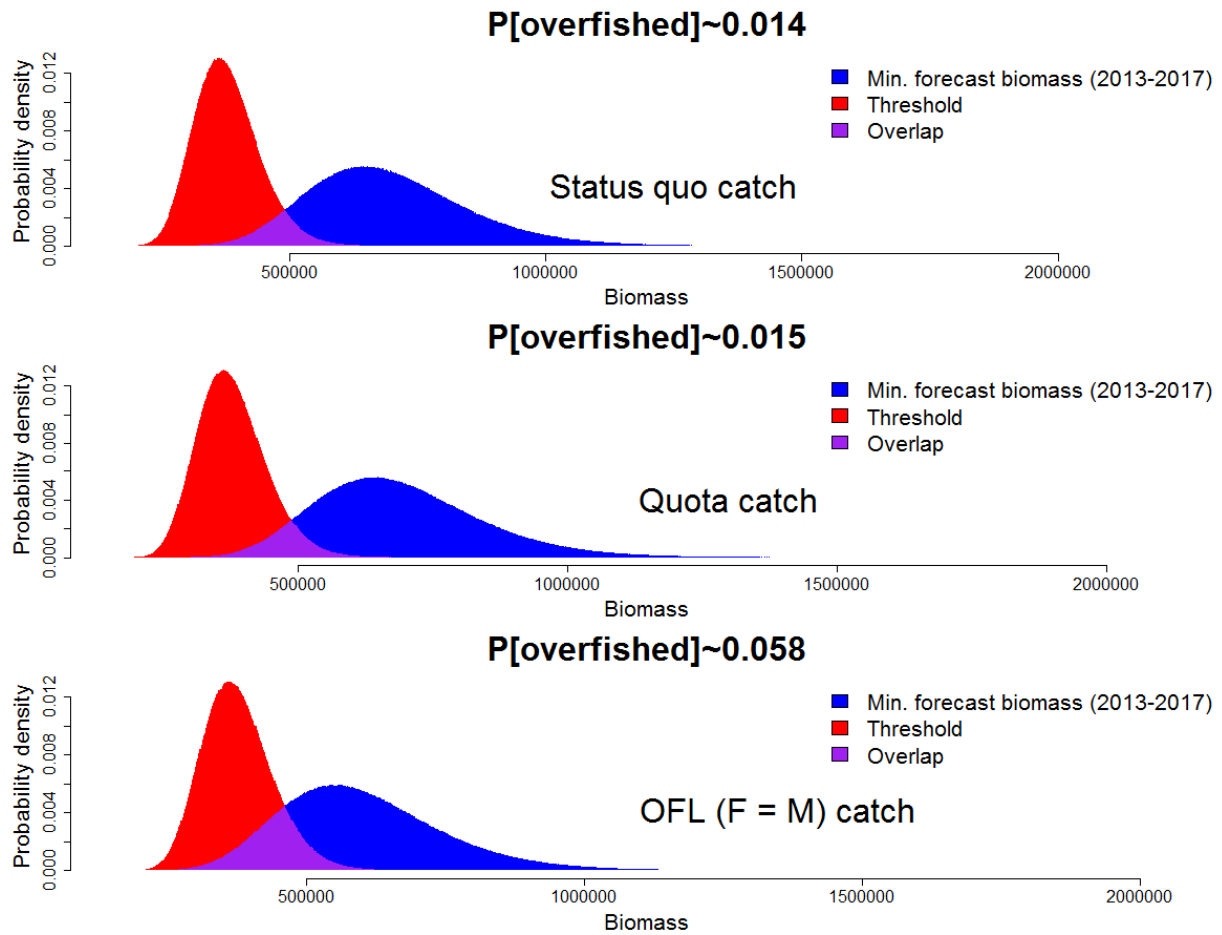 P[overfished]~0.014
Probability density
0.000 0.004 0.008 0.012
Min. forecast biomass (2013-2017)
Threshold
Overlap
Status quo catch
500000 1000000 1500000 2000000
Biomass
P[overfished]~0.015
Probability density
0.000 0.004 0.008 0.012
Min. forecast biomass (2013-2017)
Threshold
Overlap
Quota catch
500000 1000000 1500000 2000000
Biomass
P[overfished]~0.058
Probability density
0.000 0.004 0.008 0.012
Min. forecast biomass (2013-2017)
Threshold
Overlap
OFL (F = M) catch
500000 1000000 1500000 2000000
Biomass